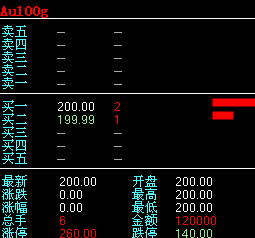 Au100g
卖五 — —
卖四 — —
卖三 — —
卖二 — —
卖一 — —
买一 200.00 2
买二 199.99 1
买三 — —
买四 — —
买五 — —
最新 200.00 开盘 200.00
涨跌 0.00 最高 200.00
涨幅 0.00 最低 200.00
总手 6 金额 120000
涨停 260.00 跌停 140.00